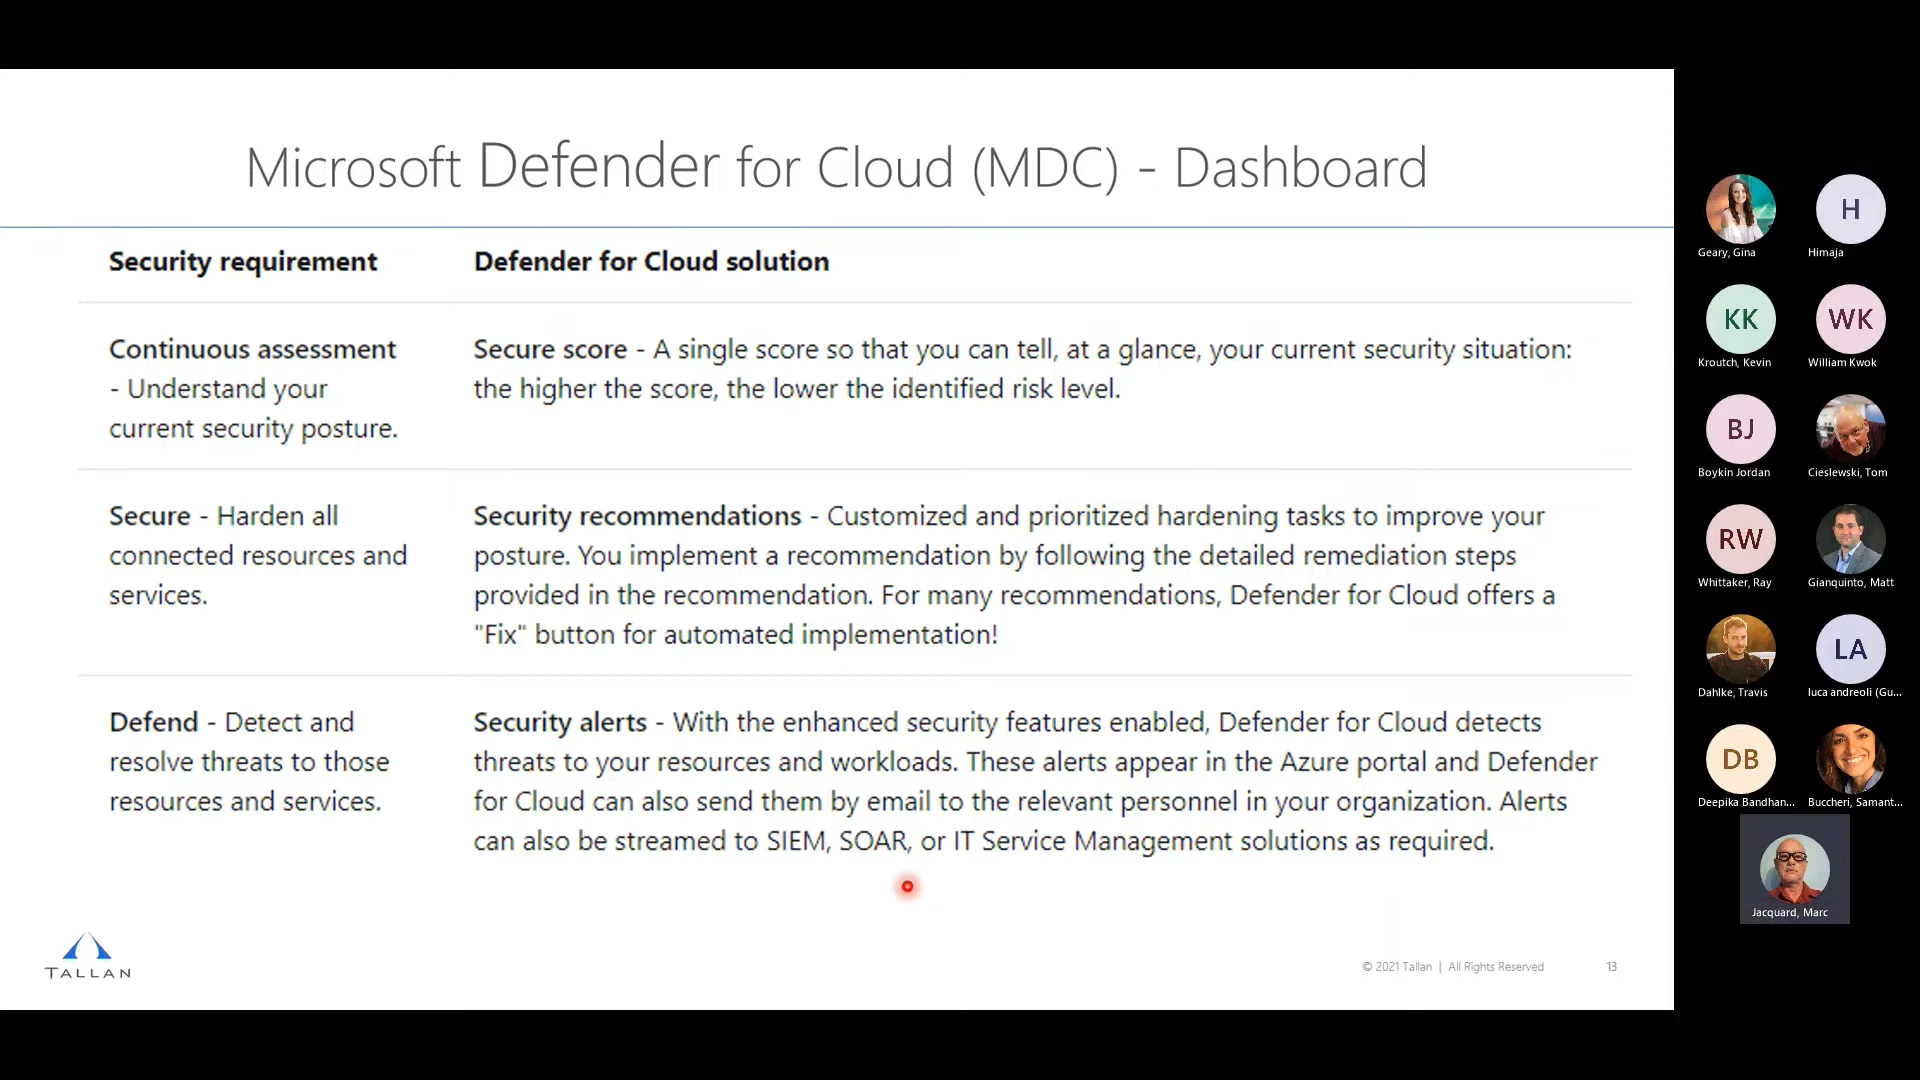 Microsoft Defender for Cloud (MDC) - Dashboard
Security requirement
Defender for Cloud solution
Continuous assessment
- Understand your
current security posture.
Secure score - A single score so that you can tell, at a glance, your current security situation:
the higher the score, the lower the identified risk level.
Secure - Harden all
connected resources and
services.
Security recommendations - Customized and prioritized hardening tasks to improve your
posture. You implement a recommendation by following the detailed remediation steps
provided in the recommendation. For many recommendations, Defender for Cloud offers a
"Fix" button for automated implementation!
Defend - Detect and
resolve threats to those
resources and services.
Security alerts - With the enhanced security features enabled, Defender for Cloud detects
threats to your resources and workloads. These alerts appear in the Azure portal and Defender
for Cloud can also send them by email to the relevant personnel in your organization. Alerts
can also be streamed to SIEM, SOAR, or IT Service Management solutions as required.
TALLAN
© 2021 Tallan | All Rights Reserved
13
Geary, Gina
H
Himaja
KK
Kroutch, Kevin
WK
William Kwok
BJ
Boykin Jordan
Cieslewski, Tom
RW
Whittaker, Ray
Gianquinto, Matt
Dahlke, Travis
LA
luca andreoli (Gu...
DB
Deepika Bandhan...
Buccheri, Samant...
Jacquard, Marc